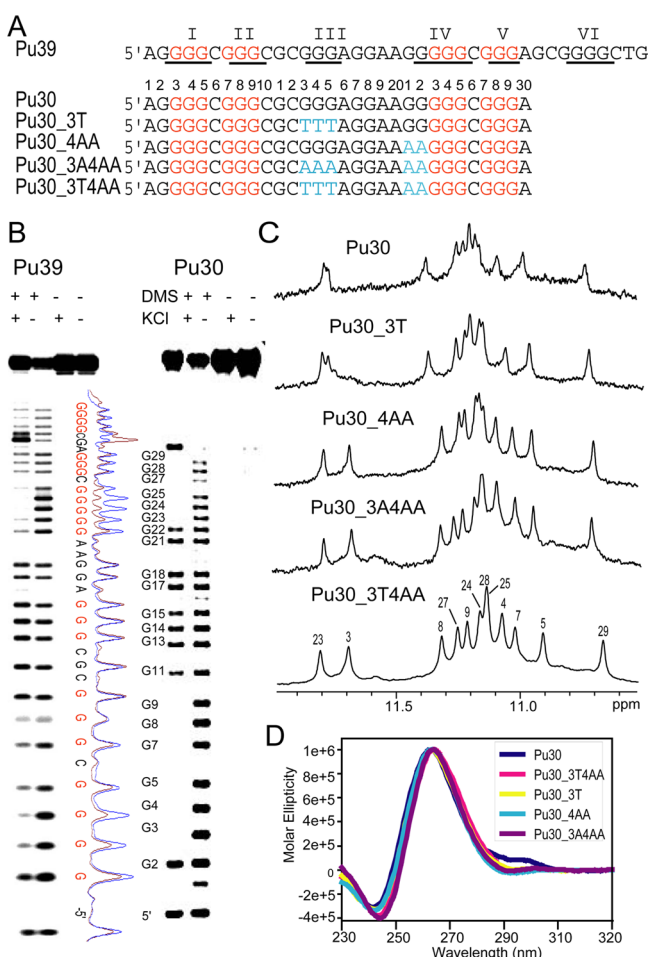 A
I II III IV V VI
Pu39 5'AGGGGCGGGCGCGGGAGGAAGGGGGCGGGAGCGGGGCTG
1 2 3 4 5 6 7 8 9 10 1 2 3 4 5 6 7 8 9 20 1 2 3 4 5 6 7 8 9 30
Pu30 5'AGGGGCGGGCGCGGGAGGAAGGGGGCGGGA
Pu30_3T 5'AGGGGCGGGCGCTTTAGGAAGGGGGCGGGA
Pu30_4AA 5'AGGGGCGGGCGCGGGAGGAAAAGGGCGGGA
Pu30_3A4AA 5'AGGGGCGGGCGCAAAAGGAAAAGGGCGGGA
Pu30_3T4AA 5'AGGGGCGGGCGCTTTAGGAAAAGGGCGGGA
B
Pu39 Pu30
+ + - - DMS + + - -
+ - + - KCl + - + -
GGGGCGAGGGCGGGGGAAGGAGGGCGCGGGCGGGG
-5'
G29
G28
G27
G25
G24
G23
G22
G21
G18
G17
G15
G14
G13
G11
G9
G8
G7
G5
G4
G3
G2
5'
C
Pu30
Pu30_3T
Pu30_4AA
Pu30_3A4AA
Pu30_3T4AA
23 3 8 27 9 24 28 25 4 7 5 29
11.5 11.0 ppm
D
Molar Ellipticity
1e+6
8e+5
6e+5
4e+5
2e+5
0
-2e+5
-4e+5
Pu30
Pu30_3T4AA
Pu30_3T
Pu30_4AA
Pu30_3A4AA
230 250 270 290 310 320
Wavelength (nm)